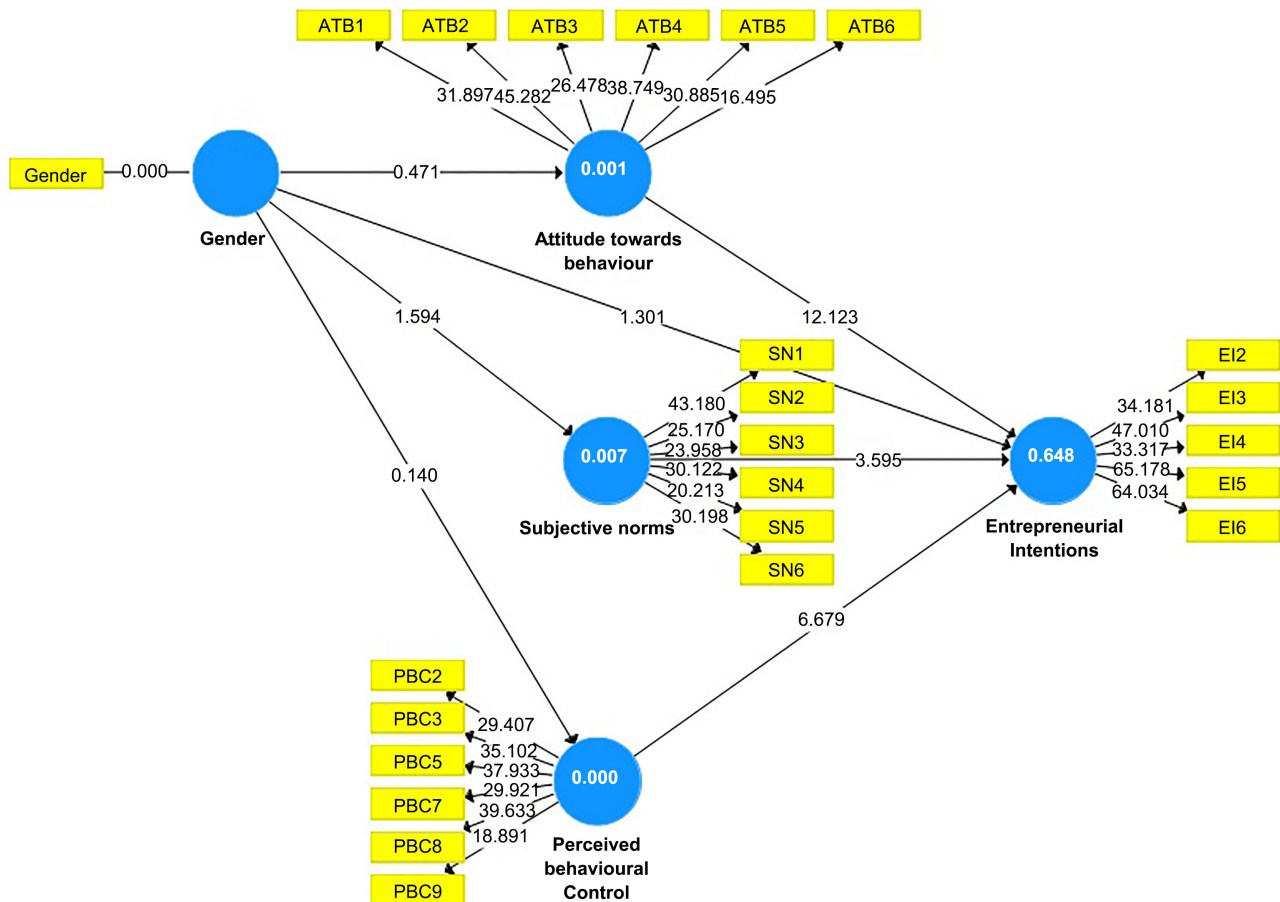 ATB1 ATB2 ATB3 ATB4 ATB5 ATB6
31.897 45.282 26.478 38.749 30.885 16.495
Gender 0.000 0.471 0.001
Gender
Attitude towards
behaviour
1.594 1.301 12.123
SN1
SN2
SN3
SN4
SN5
SN6
43.180
25.170
23.958
30.122
20.213
30.198
0.007
Subjective norms
3.595
0.140
EI2
EI3
EI4
EI5
EI6
34.181
47.010
33.317
65.178
64.034
0.648
Entrepreneurial
Intentions
6.679
PBC2
PBC3
PBC5
PBC7
PBC8
PBC9
29.407
35.102
37.933
29.921
39.633
18.891
0.000
Perceived
behavioural
Control